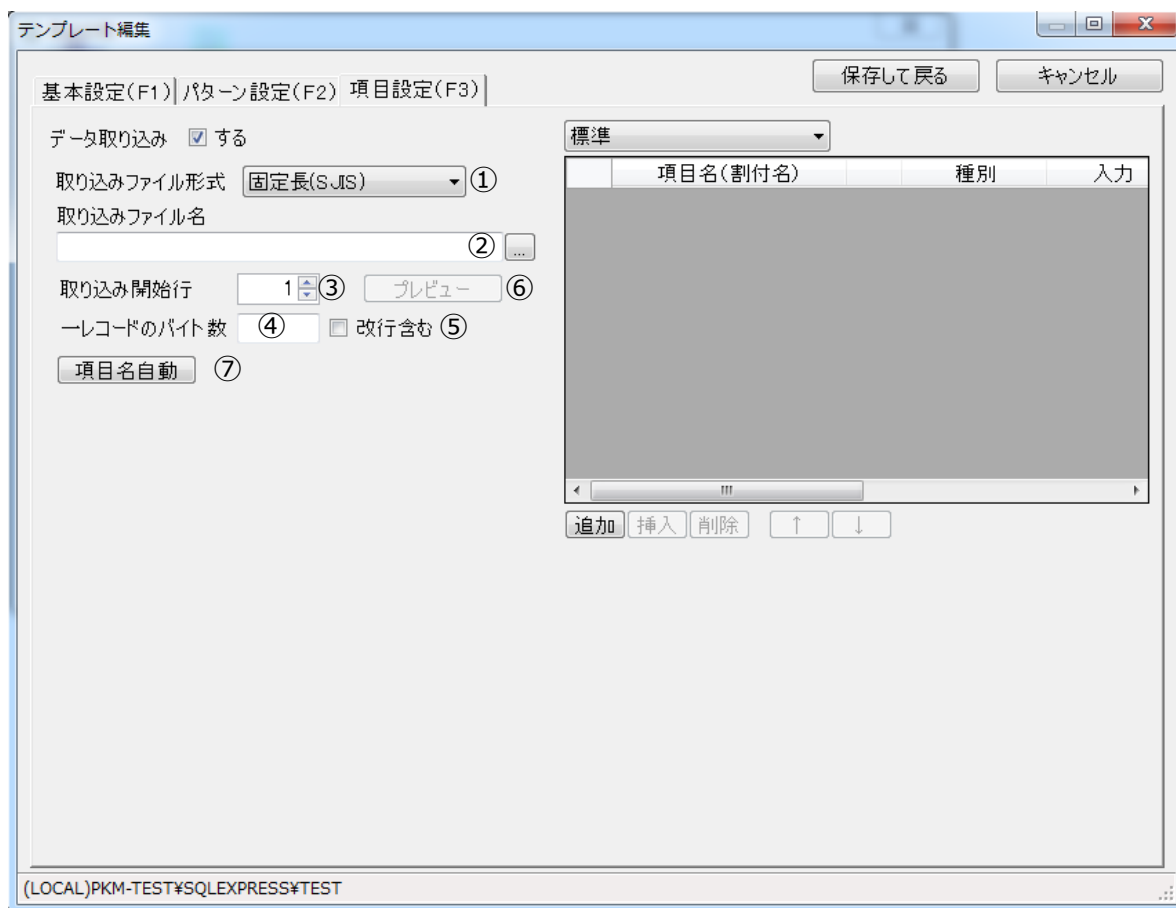 テンプレート編集
保存して戻る キャンセル
基本設定(F1) パターン設定(F2) 項目設定(F3)
データ取り込み する
取り込みファイル形式 固定長(SJIS) ①
取り込みファイル名
② ...
取り込み開始行 1 ③ プレビュー ⑥
一レコードのバイト数 ④ 改行含む ⑤
項目名自動 ⑦
標準
項目名(割付名) 種別 入力
追加 挿入 削除 ↑ ↓
(LOCAL)PKM-TEST¥SQLEXPRESS¥TEST